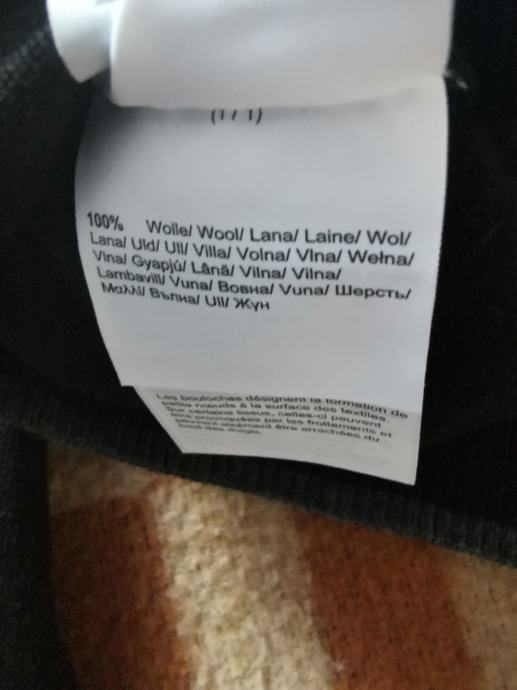 (1/1)
100% Wolle/ Wool/ Lana/ Laine/ Wol/
Lana/ Uld/ Ull/ Villa/ Volna/ Vlna/ Wełna/
Vlna/ Gyapjú/ Lână/ Vilna/ Vilna/
Lambavill/ Vuna/ Вовна/ Vuna/ Шерсть/
Μαλλί/ Вълна/ Ull/ Жүн
Les bouloches désignent la formation de
petits nœuds à la surface des textiles.
Sur certains tissus, celles-ci peuvent
être provoquées par les frottements et
peuvent aisément être arrachées du
bout des doigts.